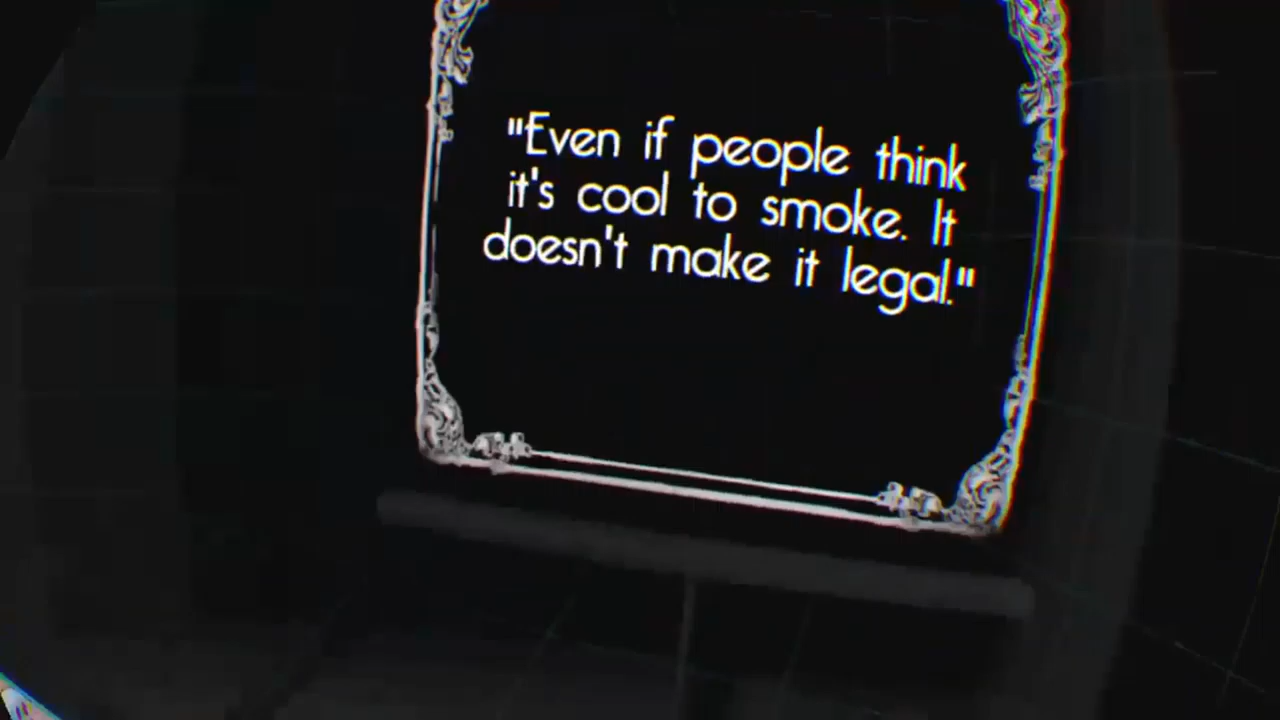 "Even if people think
it's cool to smoke. It
doesn't make it legal."